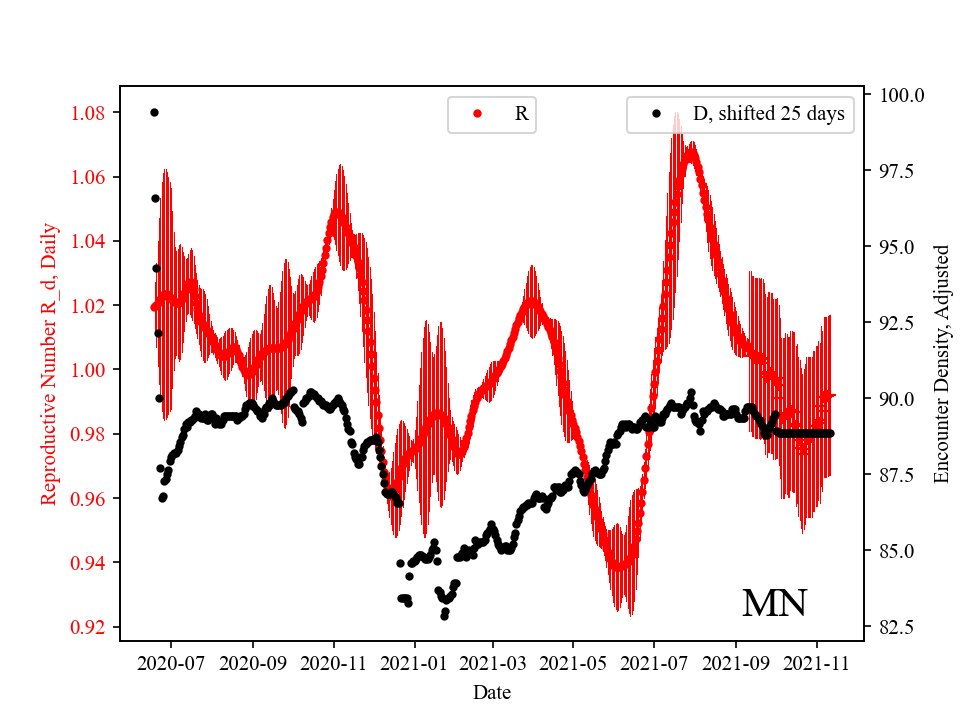 R
D, shifted 25 days
Reproductive Number R_d, Daily
1.08
1.06
1.04
1.02
1.00
0.98
0.96
0.94
0.92
100.0
97.5
95.0
92.5
90.0
87.5
85.0
82.5
Encounter Density, Adjusted
MN
2020-07 2020-09 2020-11 2021-01 2021-03 2021-05 2021-07 2021-09 2021-11
Date